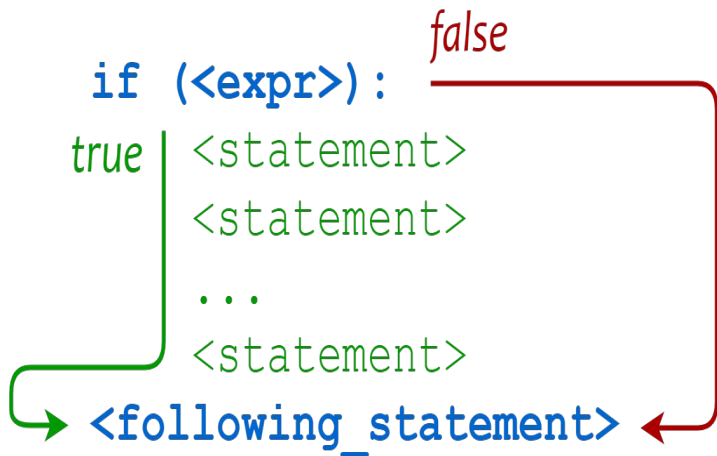 false
if (<expr>):
true
<statement>
<statement>
...
<statement>
<following_statement>